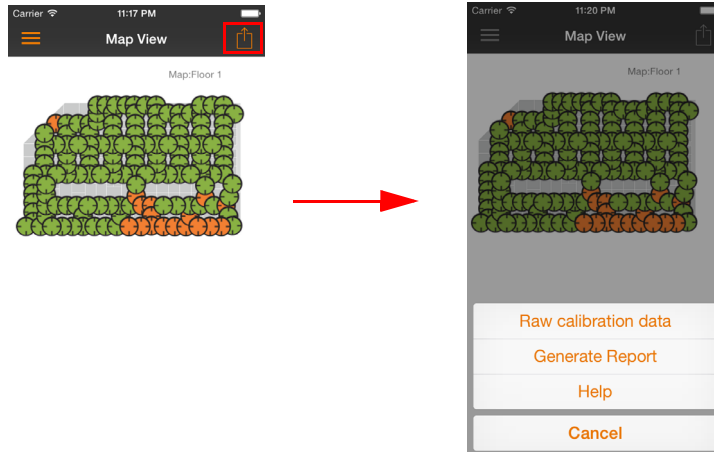 Carrier 11:17 PM
Map View
Map:Floor 1
Carrier 11:20 PM
Map View
Map:Floor 1
Raw calibration data
Generate Report
Help
Cancel